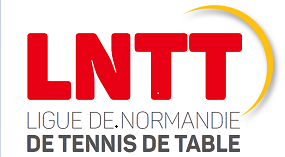 LNTT
LIGUE DE NORMANDIE
DE TENNIS DE TABLE